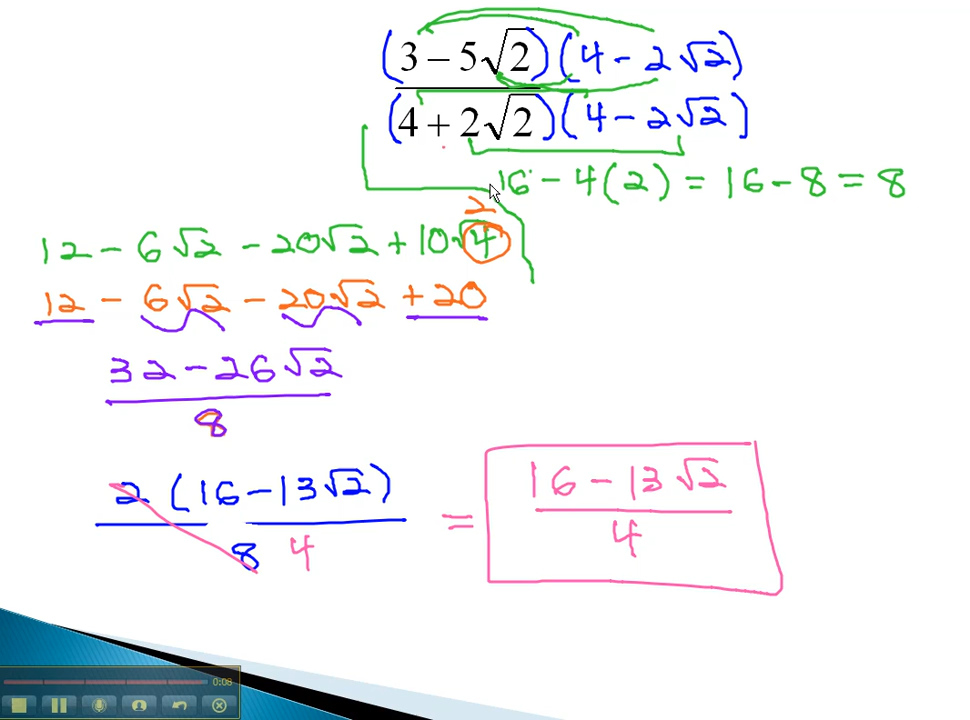 (3 − 5√2)(4 − 2√2)
(4 + 2√2)(4 − 2√2)
16 − 4(2) = 16 − 8 = 8
2
12 − 6√2 − 20√2 + 10√4
12 − 6√2 − 20√2 + 20
32 − 26√2
8
2 (16 − 13√2)
8 4
= 16 − 13√2
4
0:08